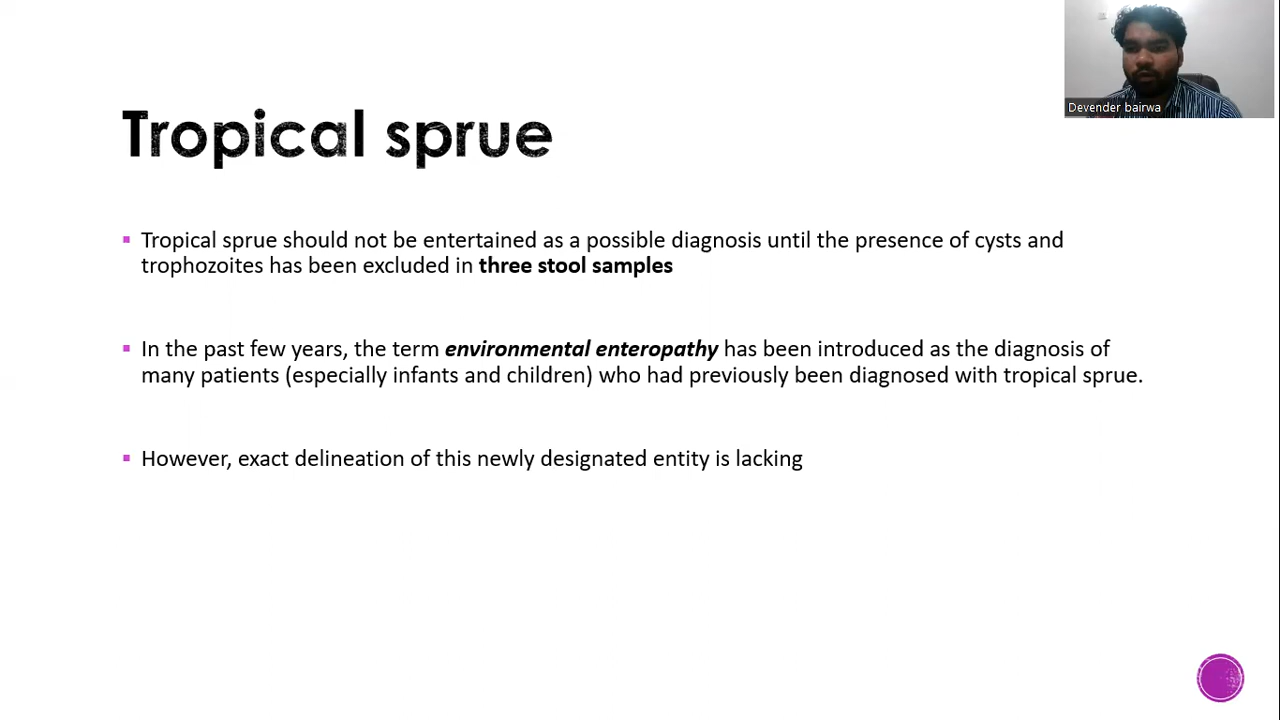 Devender bairwa
Tropical sprue
▪ Tropical sprue should not be entertained as a possible diagnosis until the presence of cysts and
trophozoites has been excluded in three stool samples
▪ In the past few years, the term environmental enteropathy has been introduced as the diagnosis of
many patients (especially infants and children) who had previously been diagnosed with tropical sprue.
▪ However, exact delineation of this newly designated entity is lacking